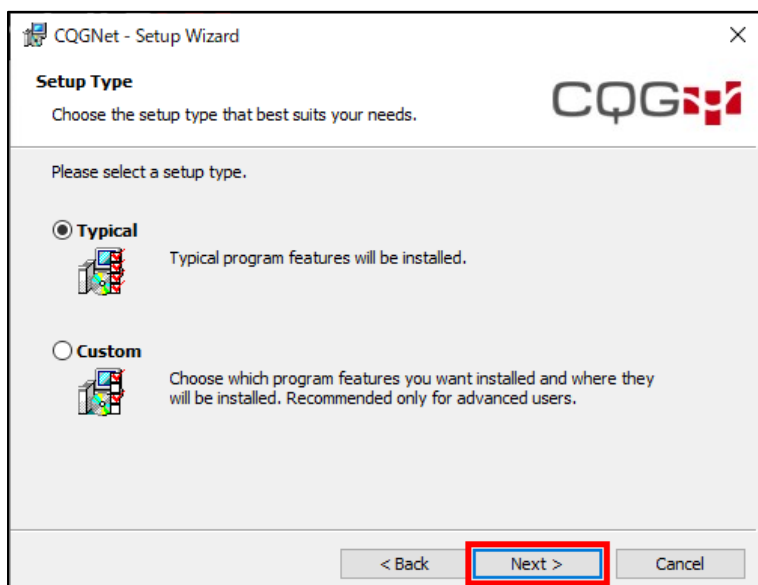 CQGNet - Setup Wizard
Setup Type
Choose the setup type that best suits your needs.
CQG
Please select a setup type.
Typical
Typical program features will be installed.
Custom
Choose which program features you want installed and where they
will be installed. Recommended only for advanced users.
< Back
Next >
Cancel